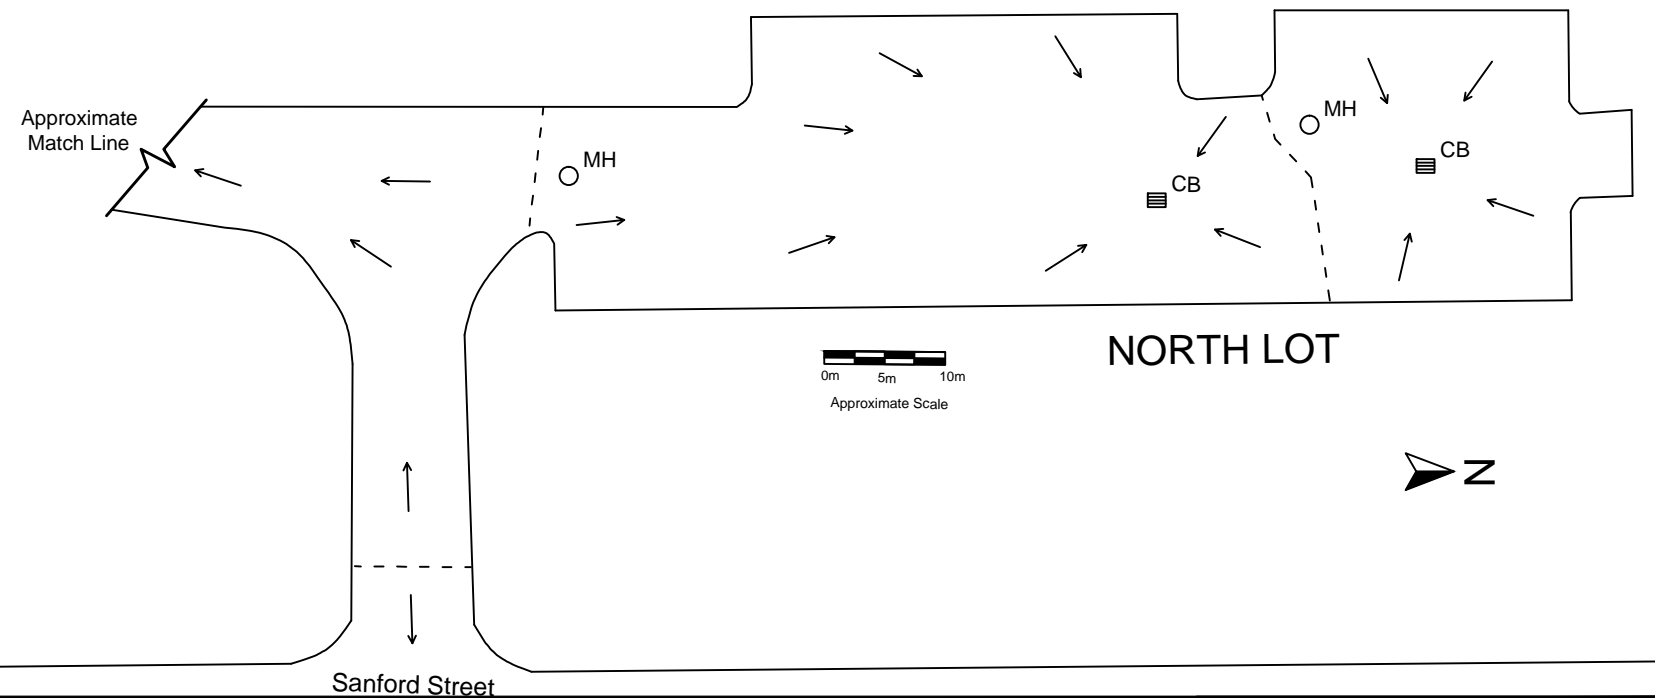 Approximate
Match Line
MH
MH
CB
CB
NORTH LOT
0m
5m
10m
Approximate Scale
N
Sanford Street